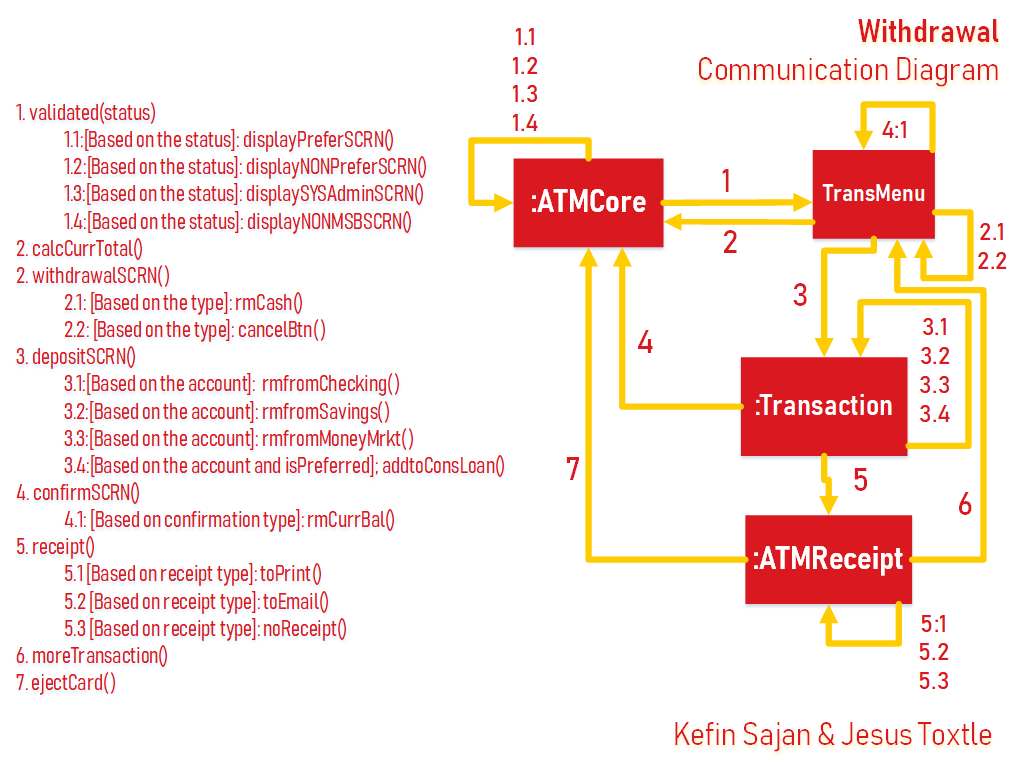 Withdrawal
Communication Diagram
1. validated(status)
1.1:[Based on the status]: displayPreferSCRN()
1.2:[Based on the status]: displayNONPreferSCRN()
1.3:[Based on the status]: displaySYSAdminSCRN()
1.4:[Based on the status]: displayNONMSBSCRN()
2. calcCurrTotal()
2. withdrawalSCRN()
2.1: [Based on the type]: rmCash()
2.2: [Based on the type]: cancelBtn()
3. depositSCRN()
3.1:[Based on the account]: rmfromChecking()
3.2:[Based on the account]: rmfromSavings()
3.3:[Based on the account]: rmfromMoneyMrkt()
3.4:[Based on the account and isPreferred]; addtoConsLoan()
4. confirmSCRN()
4.1: [Based on confirmation type]: rmCurrBal()
5. receipt()
5.1 [Based on receipt type]: toPrint()
5.2 [Based on receipt type]: toEmail()
5.3 [Based on receipt type]: noReceipt()
6. moreTransaction()
7. ejectCard()
1.1
1.2
1.3
1.4
:ATMCore
1
2
4:1
TransMenu
2.1
2.2
3
4
3.1
3.2
3.3
3.4
:Transaction
5
6
7
:ATMReceipt
5:1
5.2
5.3
Kefin Sajan & Jesus Toxtle